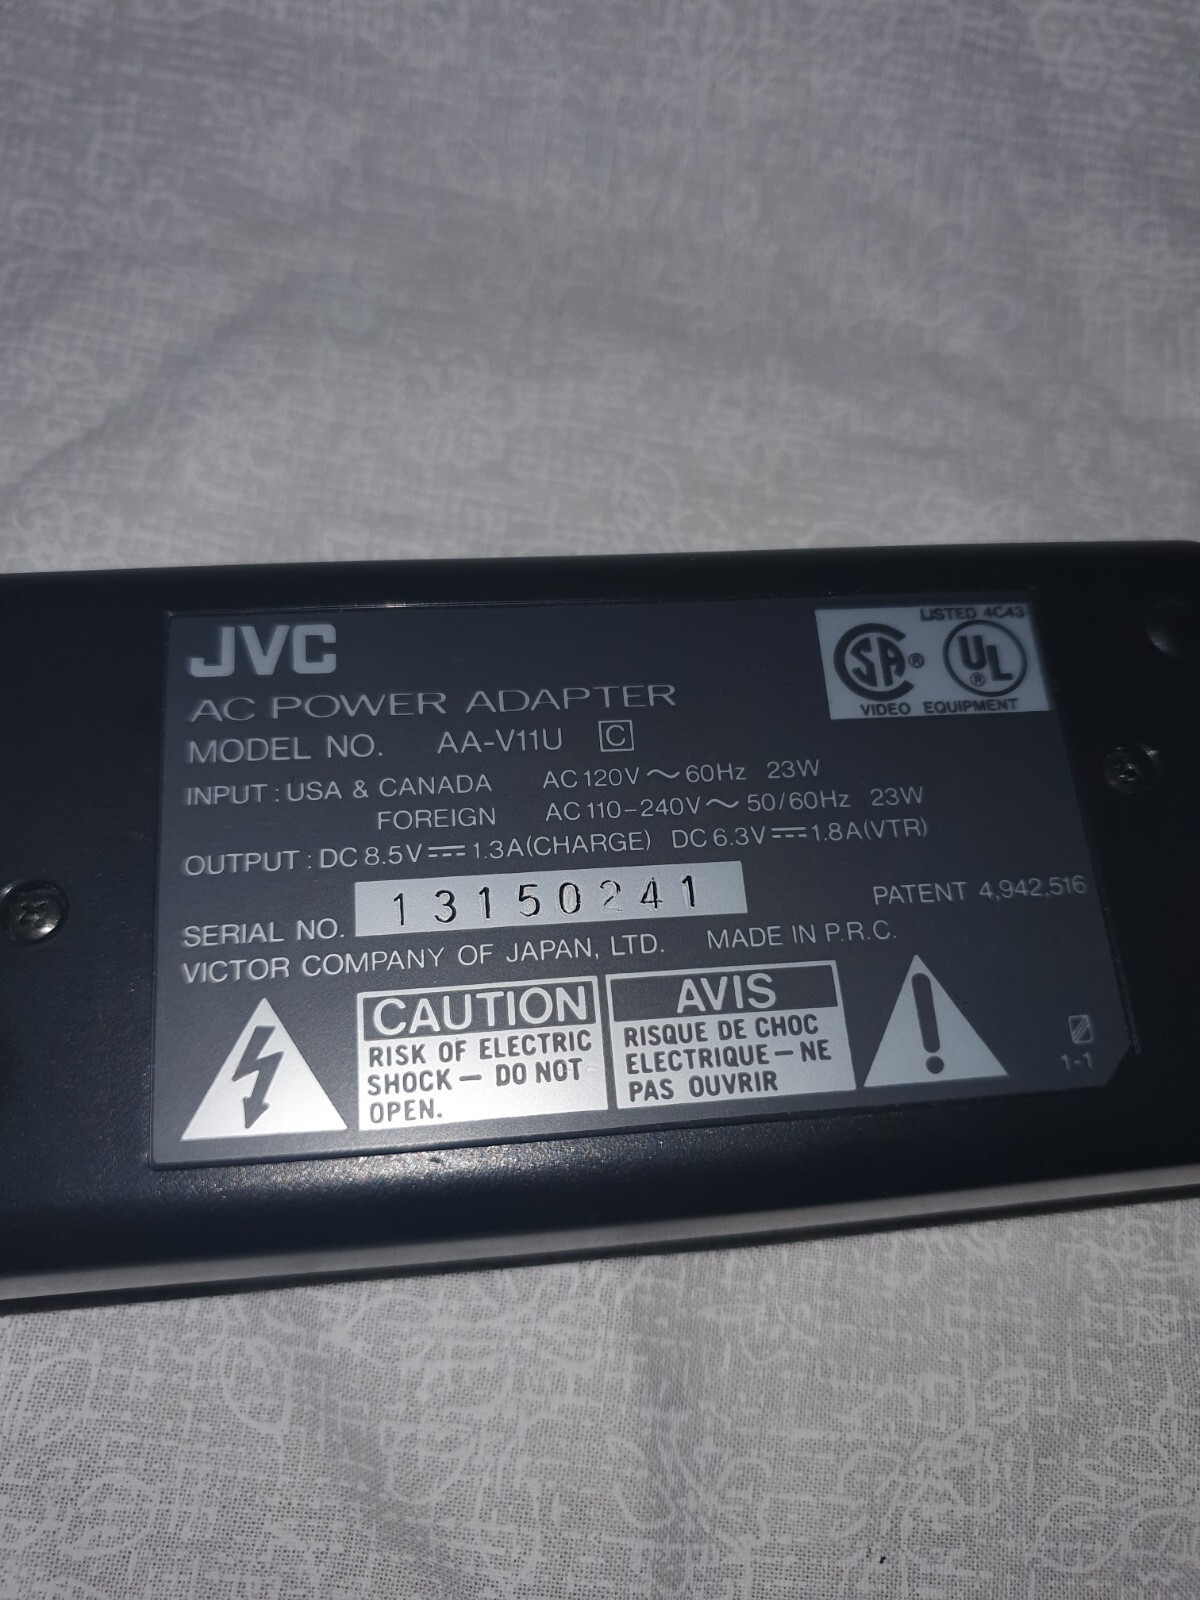 JVC
LISTED 4C43
SA ® UL ®
VIDEO EQUIPMENT
AC POWER ADAPTER
MODEL NO. AA-V11U C
INPUT : USA & CANADA AC 120V ~ 60Hz 23W
FOREIGN AC 110-240V ~ 50/60Hz 23W
OUTPUT : DC 8.5V ⎓ 1.3A(CHARGE) DC 6.3V ⎓ 1.8A(VTR)
SERIAL NO. 13150241 PATENT 4,942,516
VICTOR COMPANY OF JAPAN, LTD. MADE IN P.R.C.
CAUTION
RISK OF ELECTRIC
SHOCK — DO NOT
OPEN.
AVIS
RISQUE DE CHOC
ELECTRIQUE — NE
PAS OUVRIR
!
1-1